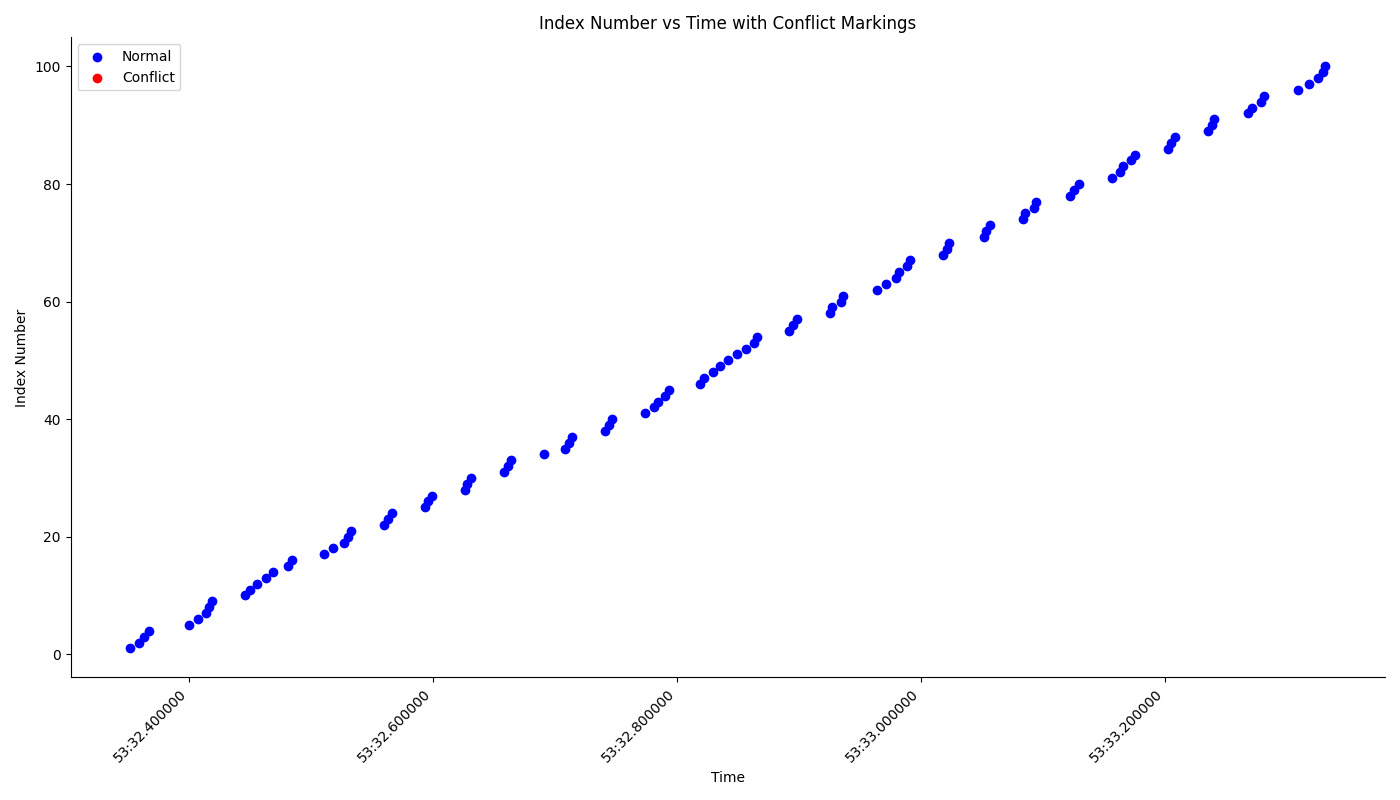 Index Number vs Time with Conflict Markings
Normal
Conflict
100
80
60
40
20
0
Index Number
53:32.400000
53:32.600000
53:32.800000
53:33.000000
53:33.200000
Time